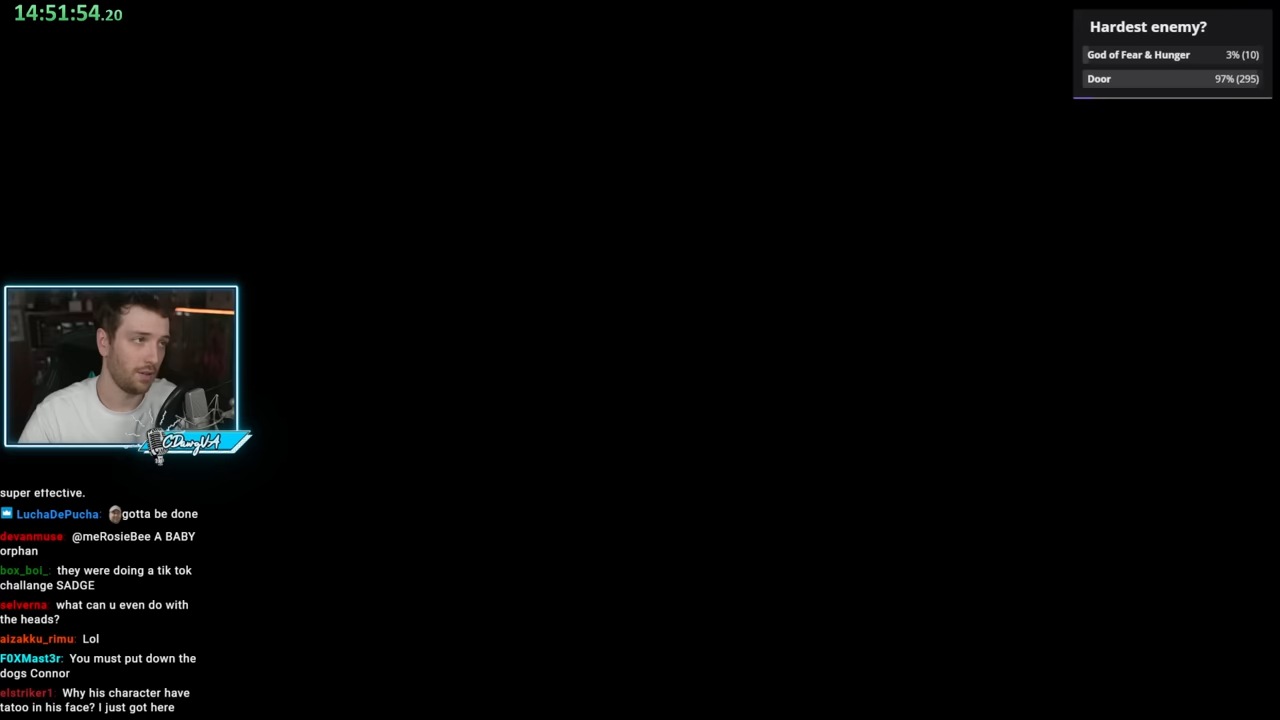 14:51:54.20
Hardest enemy?
God of Fear & Hunger 3% (10)
Door 97% (295)
CDawgVA
super effective.
LuchaDePucha: gotta be done
devanmuse: @meRosieBee A BABY
orphan
box_boi_: they were doing a tik tok
challange SADGE
selverna: what can u even do with
the heads?
aizakku_rimu: Lol
F0XMast3r: You must put down the
dogs Connor
elstriker1: Why his character have
tatoo in his face? I just got here